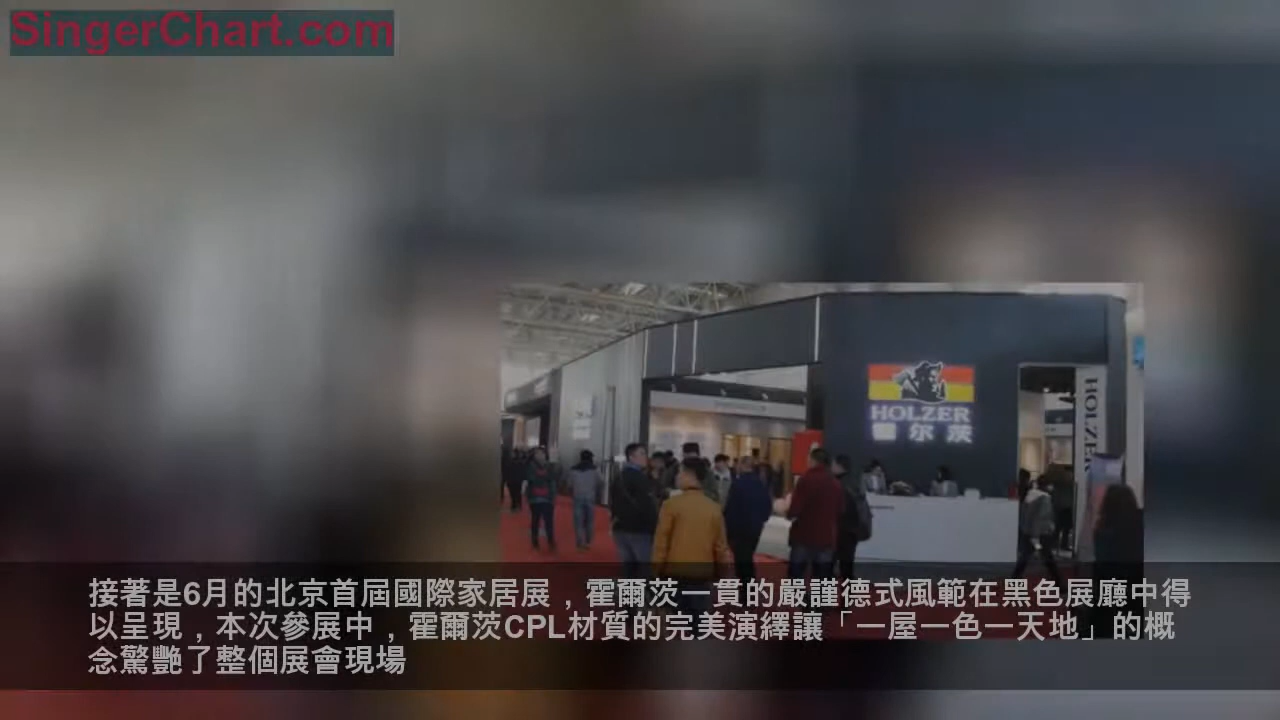 SingerChart.com
HOLZER
霍尔茨
HOLZER
接著是6月的北京首屆國際家居展，霍爾茨一貫的嚴謹德式風範在黑色展廳中得
以呈現，本次參展中，霍爾茨CPL材質的完美演繹讓「一屋一色一天地」的概
念驚艷了整個展會現場